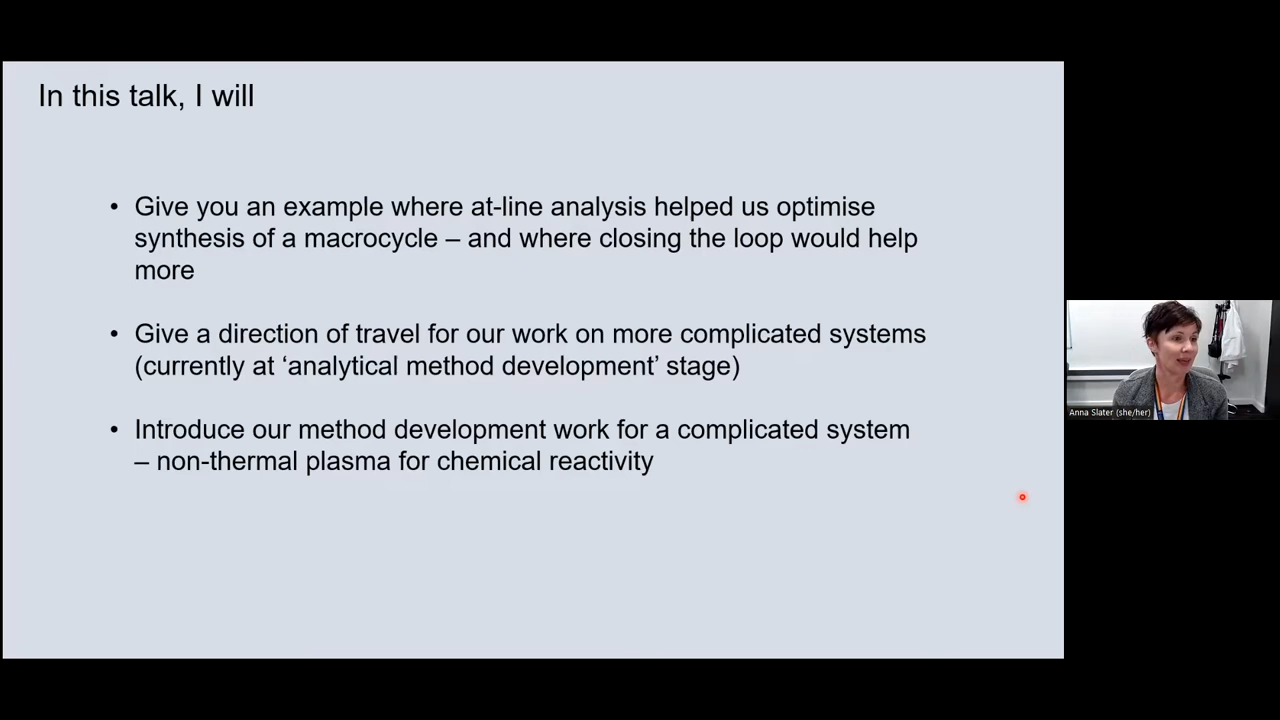 In this talk, I will
• Give you an example where at-line analysis helped us optimise
synthesis of a macrocycle – and where closing the loop would help
more
• Give a direction of travel for our work on more complicated systems
(currently at ‘analytical method development’ stage)
• Introduce our method development work for a complicated system
– non-thermal plasma for chemical reactivity
Anna Slater (she/her)